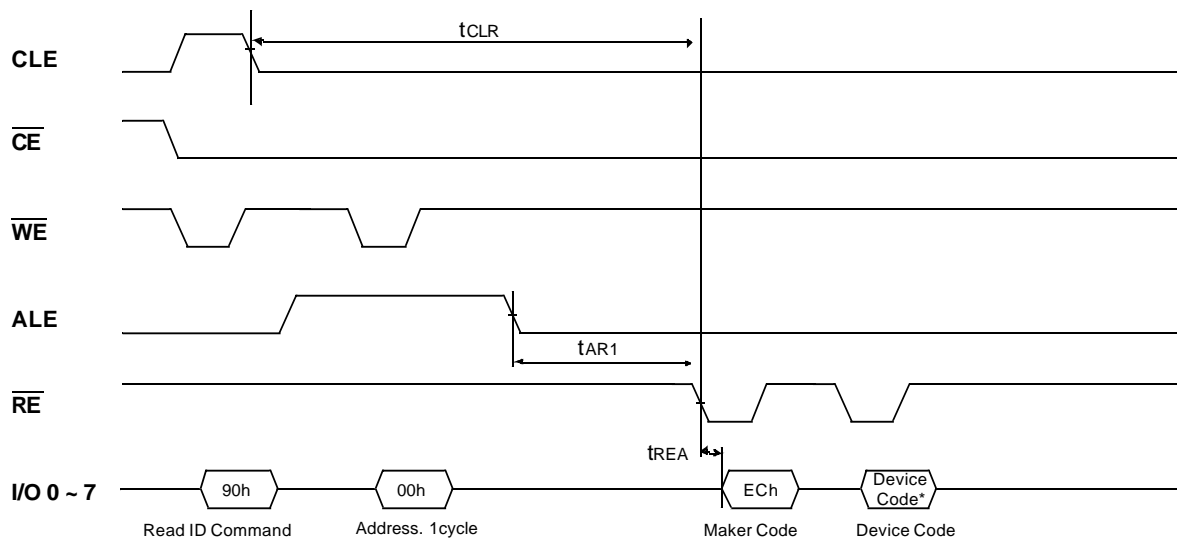 tCLR
CLE
CE
WE
ALE
tAR1
RE
tREA
I/O 0 ~ 7
90h
00h
ECh
Device
Code*
Read ID Command
Address. 1cycle
Maker Code
Device Code